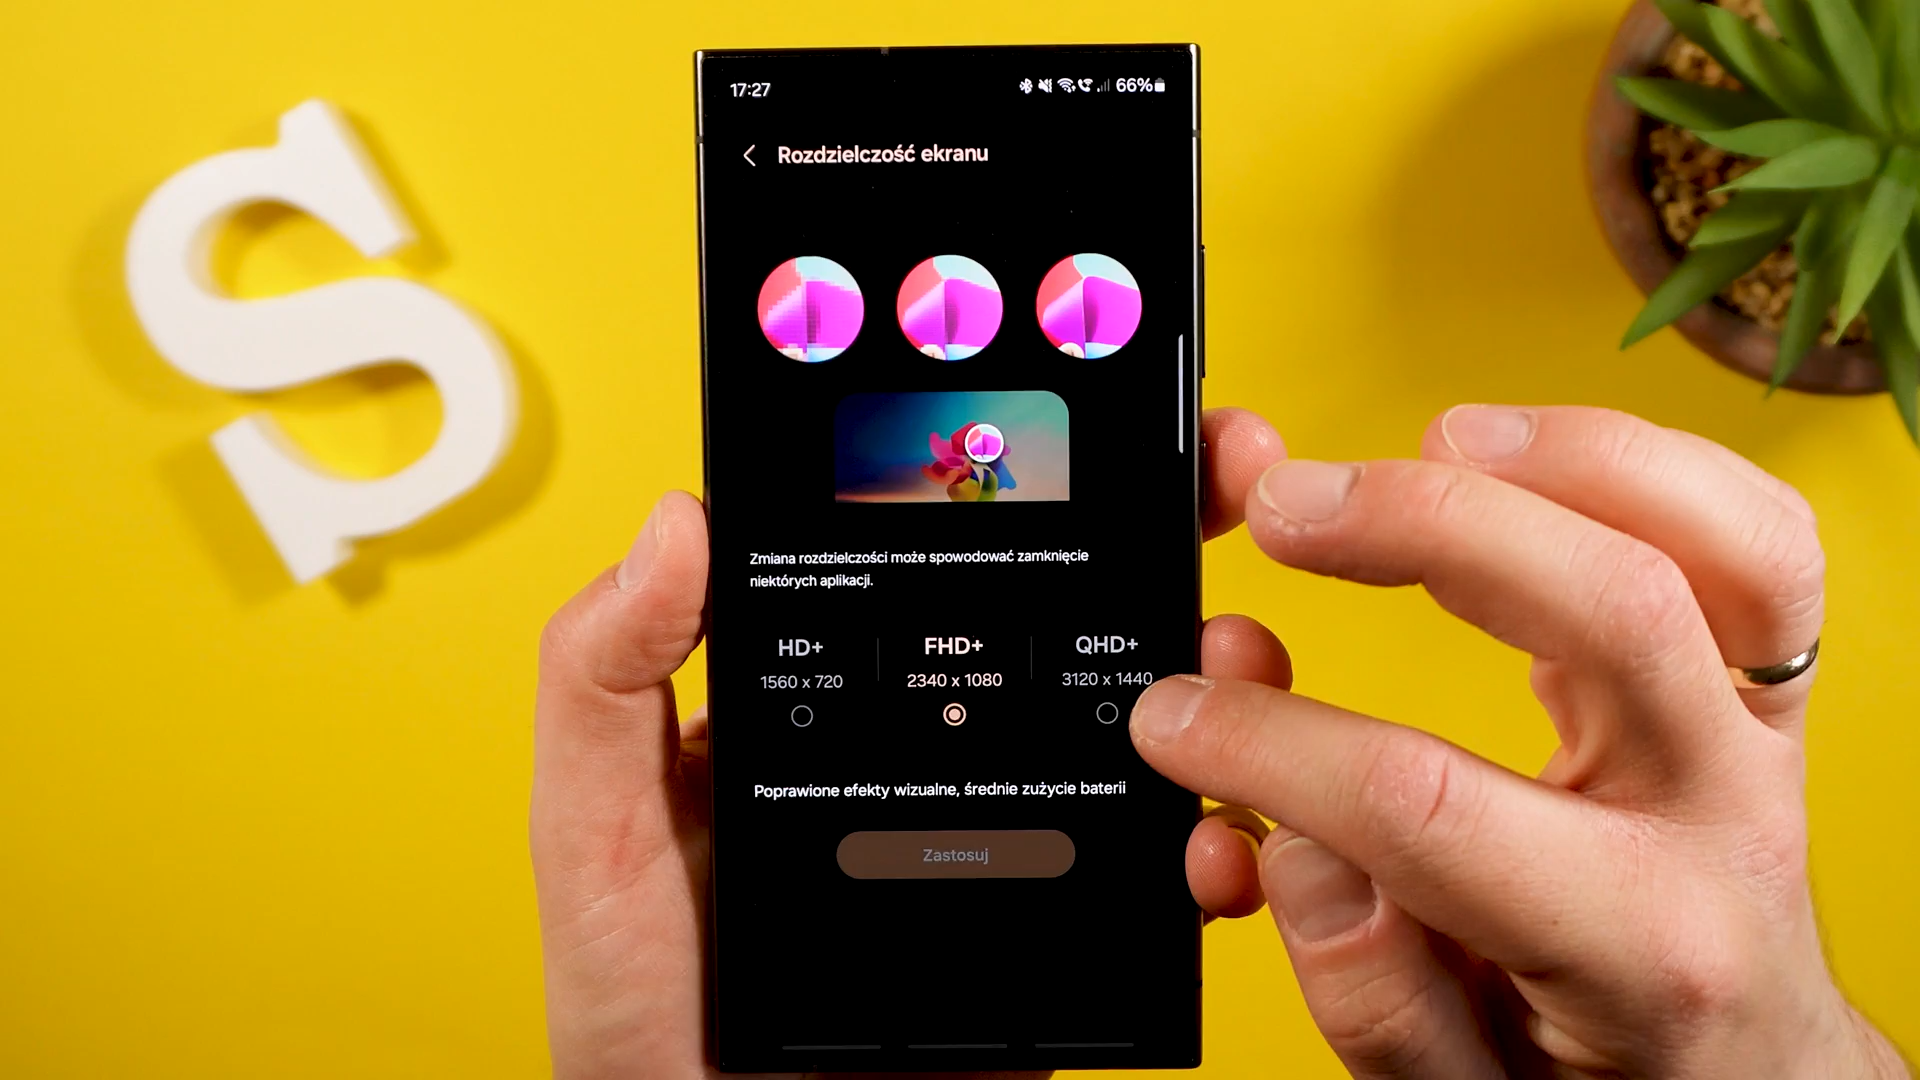 S
17:27
66%
Rozdzielczość ekranu
Zmiana rozdzielczości może spowodować zamknięcie
niektórych aplikacji.
HD+ FHD+ QHD+
1560 x 720 2340 x 1080 3120 x 1440
Poprawione efekty wizualne, średnie zużycie baterii
Zastosuj